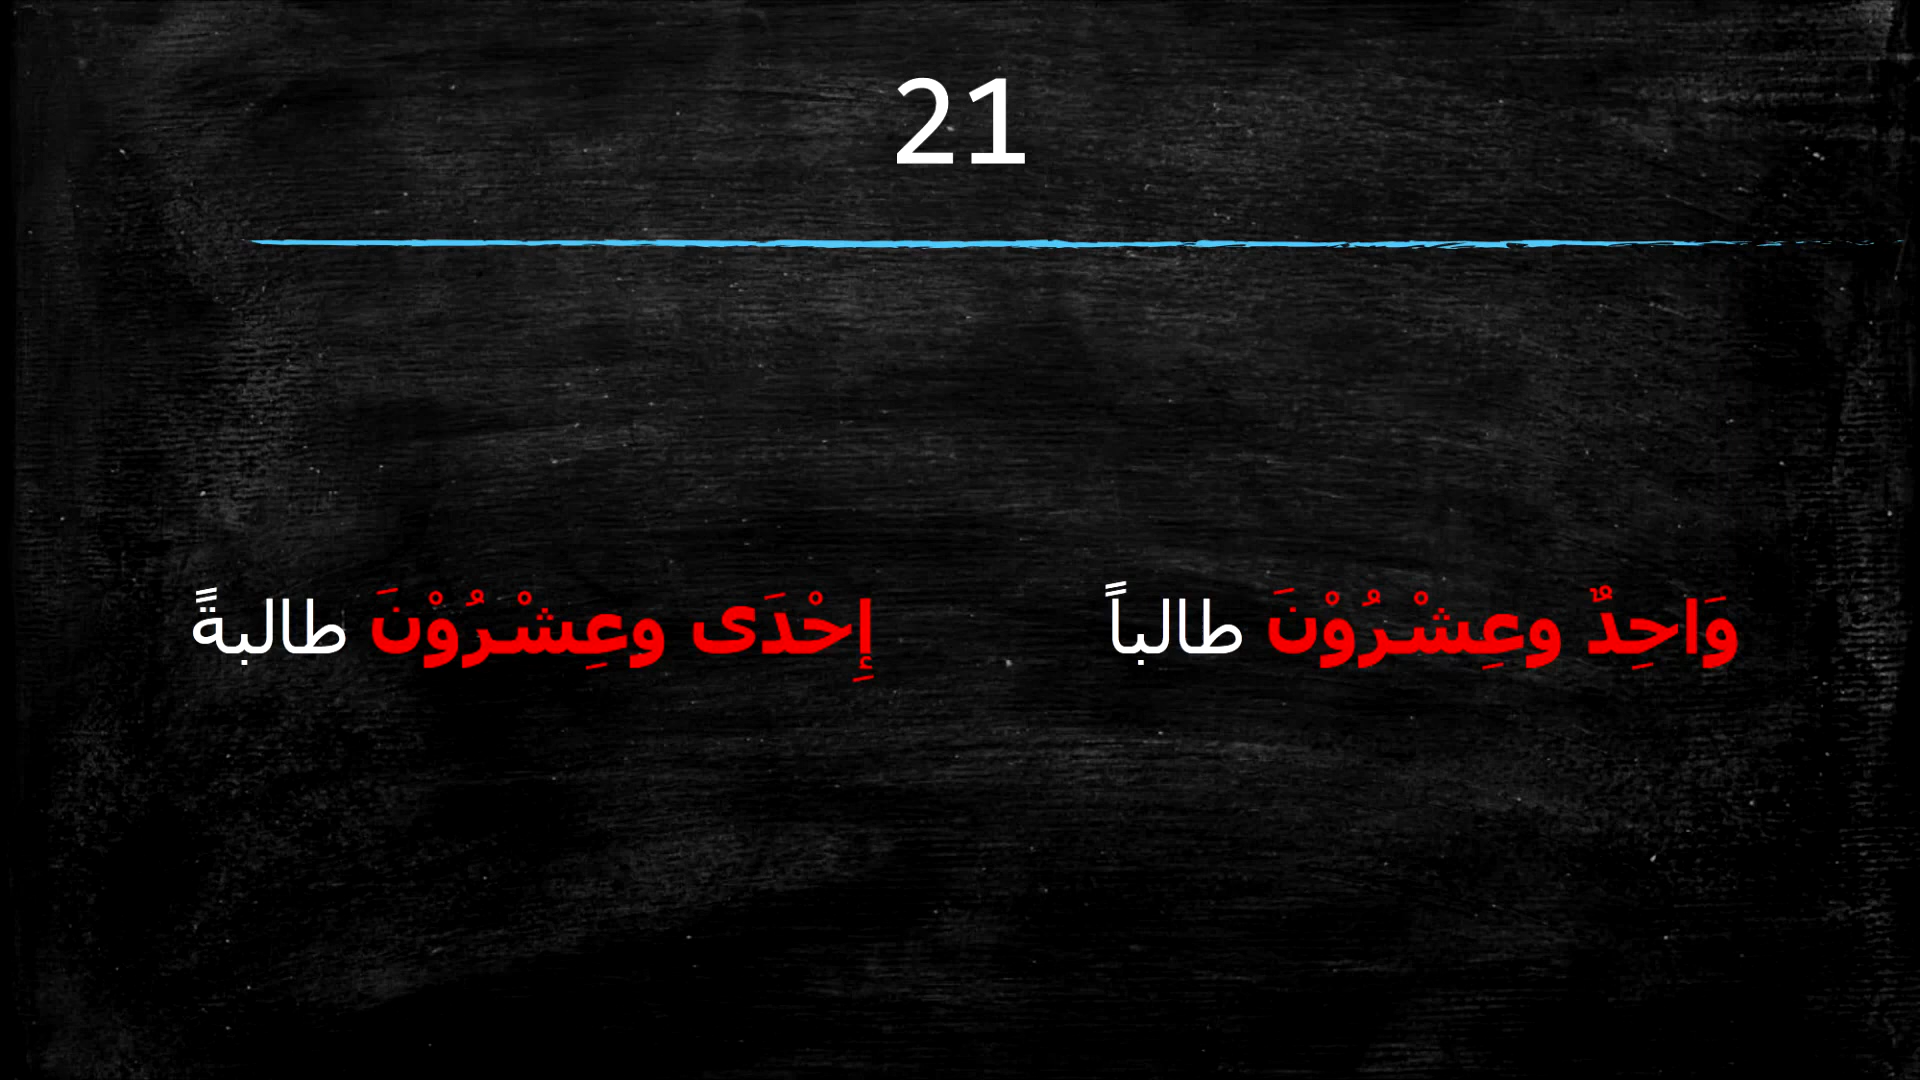 21
وَاحِدٌ وعِشْرُوْنَ طالباً
إِحْدَى وعِشْرُوْنَ طالبةً